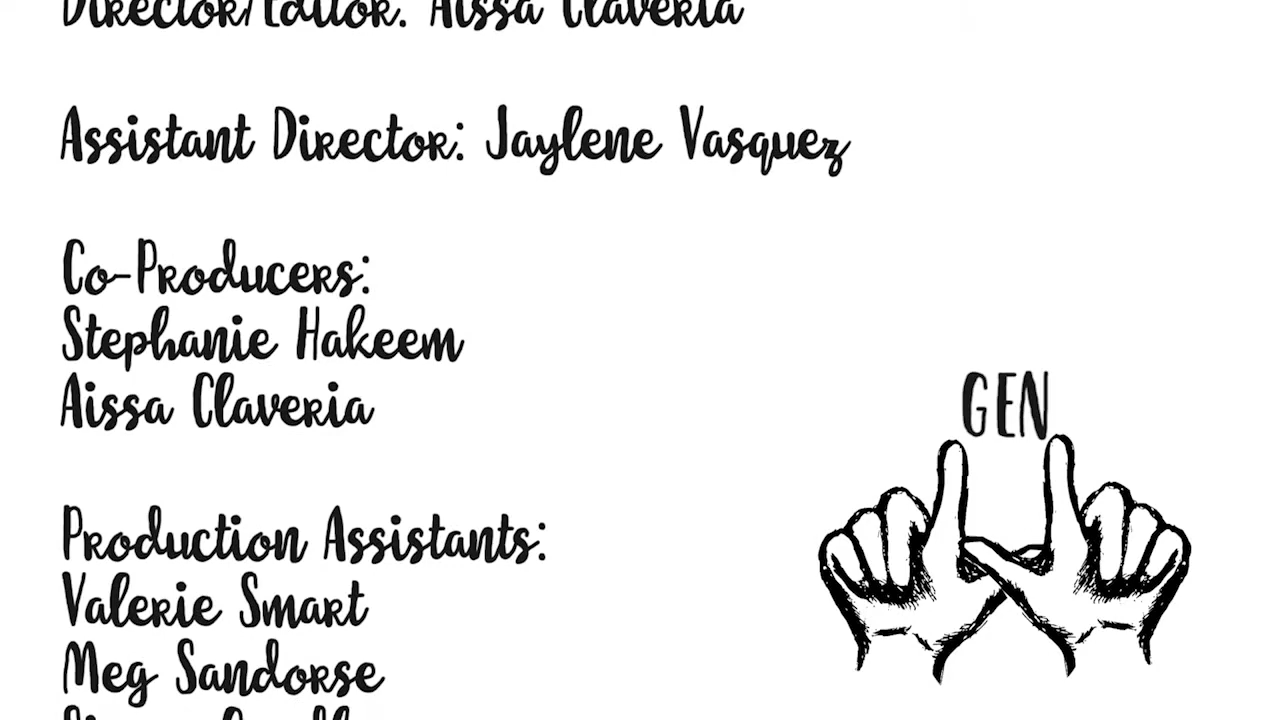 Director/Editor: Aissa Claveria
Assistant Director: Jaylene Vasquez
Co-Producers:
Stephanie Hakeem
Aissa Claveria
Production Assistants:
Valerie Smart
Meg Sandorse
GEN